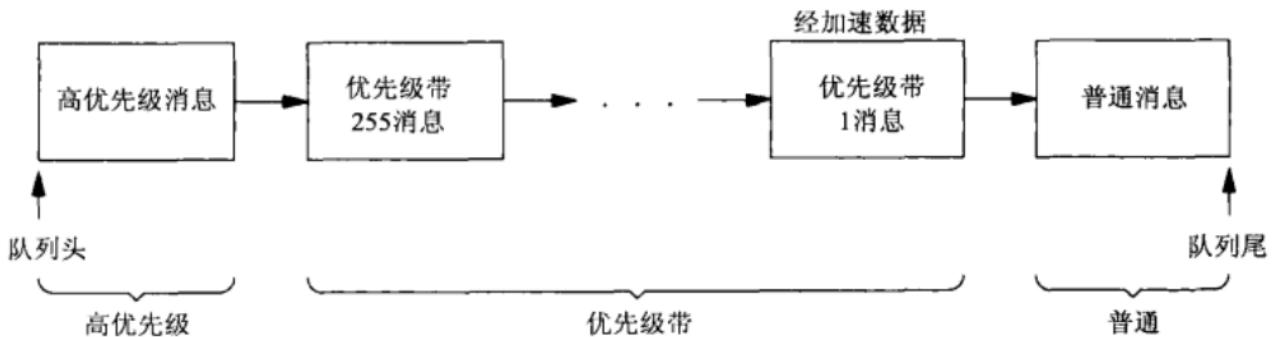 经加速数据
高优先级消息
优先级带
255消息
. . .
优先级带
1消息
普通消息
队列头
队列尾
高优先级
优先级带
普通